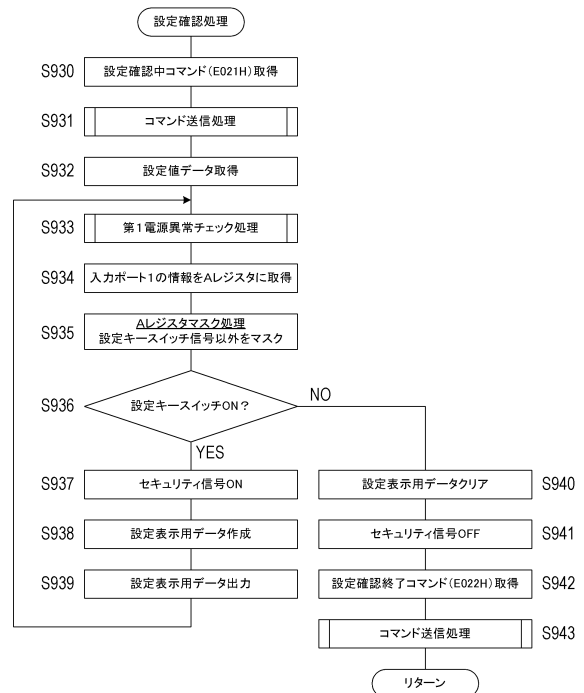 設定確認処理
S930
設定確認中コマンド(E021H)取得
S931
コマンド送信処理
S932
設定値データ取得
S933
第1電源異常チェック処理
S934
入力ポート1の情報をAレジスタに取得
S935
Aレジスタマスク処理
設定キースイッチ信号以外をマスク
S936
設定キースイッチON?
NO
YES
S937
セキュリティ信号ON
S938
設定表示用データ作成
S939
設定表示用データ出力
設定表示用データクリア
S940
セキュリティ信号OFF
S941
設定確認終了コマンド(E022H)取得
S942
コマンド送信処理
S943
リターン